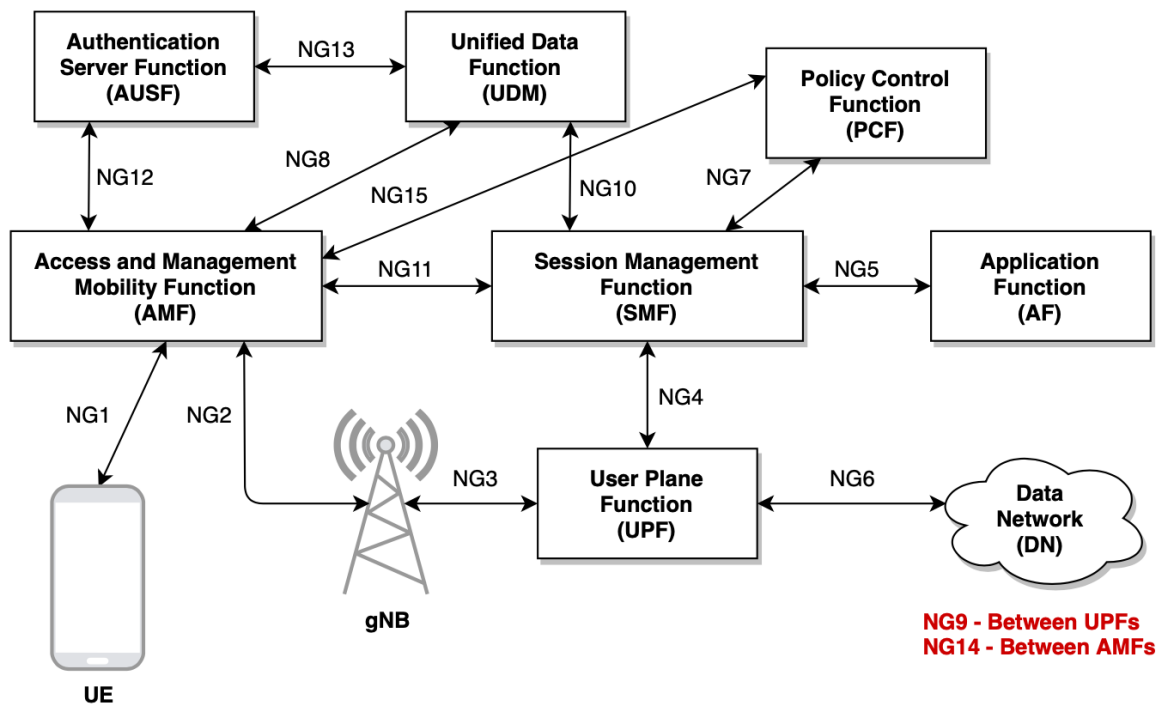 Authentication
Server Function
(AUSF)
NG13
Unified Data
Function
(UDM)
Policy Control
Function
(PCF)
NG12
NG8
NG15
NG10
NG7
Access and Management
Mobility Function
(AMF)
NG11
Session Management
Function
(SMF)
NG5
Application
Function
(AF)
NG1
NG2
NG4
NG3
User Plane
Function
(UPF)
NG6
Data
Network
(DN)
gNB
UE
NG9 - Between UPFs
NG14 - Between AMFs